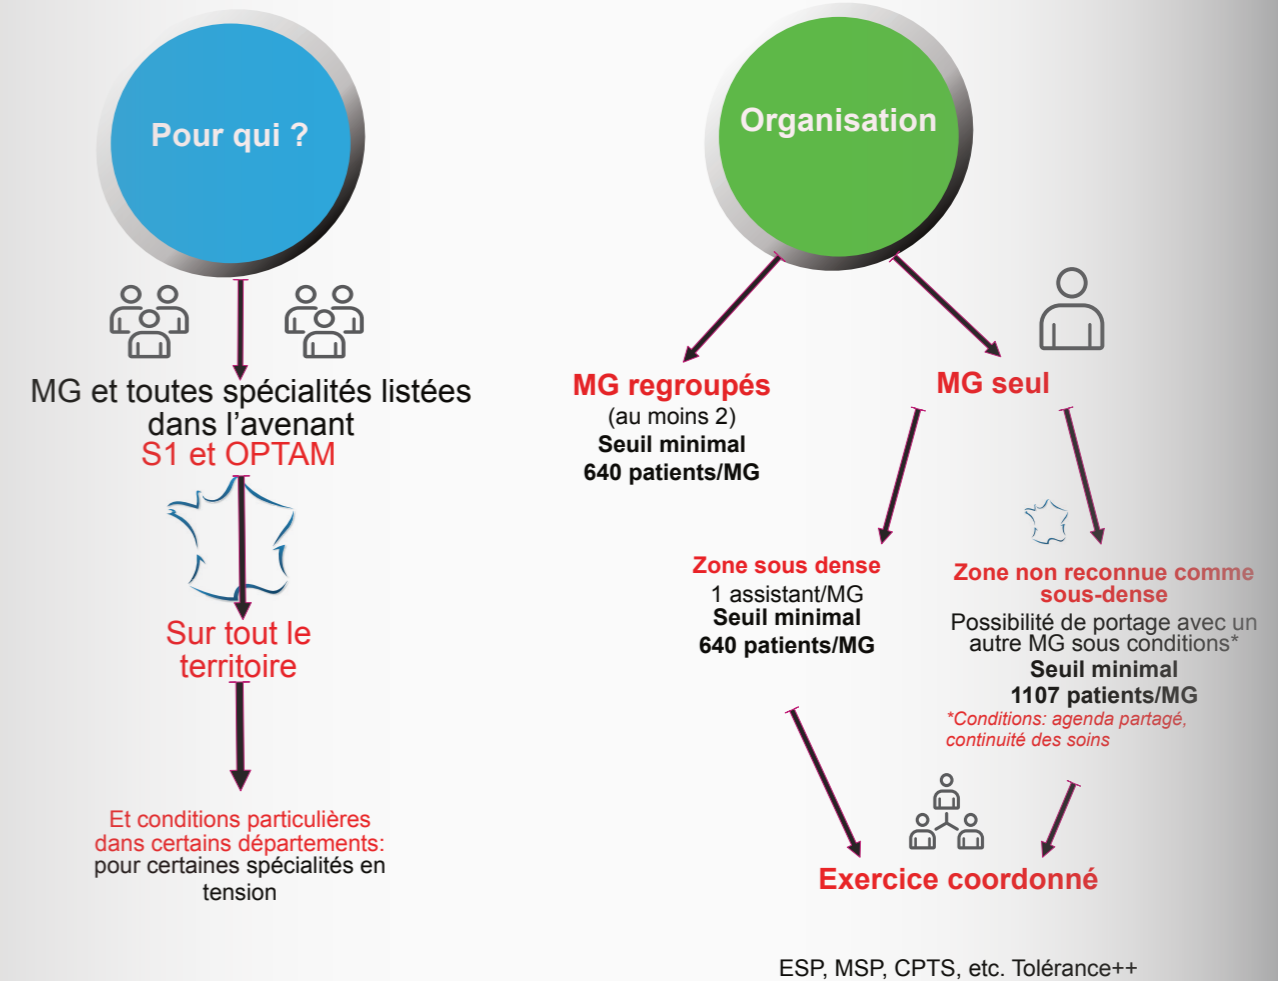 Pour qui ?
MG et toutes spécialités listées
dans l'avenant
S1 et OPTAM
Sur tout le
territoire
Et conditions particulières
dans certains départements:
pour certaines spécialités en
tension
Organisation
MG regroupés
(au moins 2)
Seuil minimal
640 patients/MG
MG seul
Zone sous dense
1 assistant/MG
Seuil minimal
640 patients/MG
Zone non reconnue comme
sous-dense
Possibilité de portage avec un
autre MG sous conditions*
Seuil minimal
1107 patients/MG
*Conditions: agenda partagé,
continuité des soins
Exercice coordonné
ESP, MSP, CPTS, etc. Tolérance++